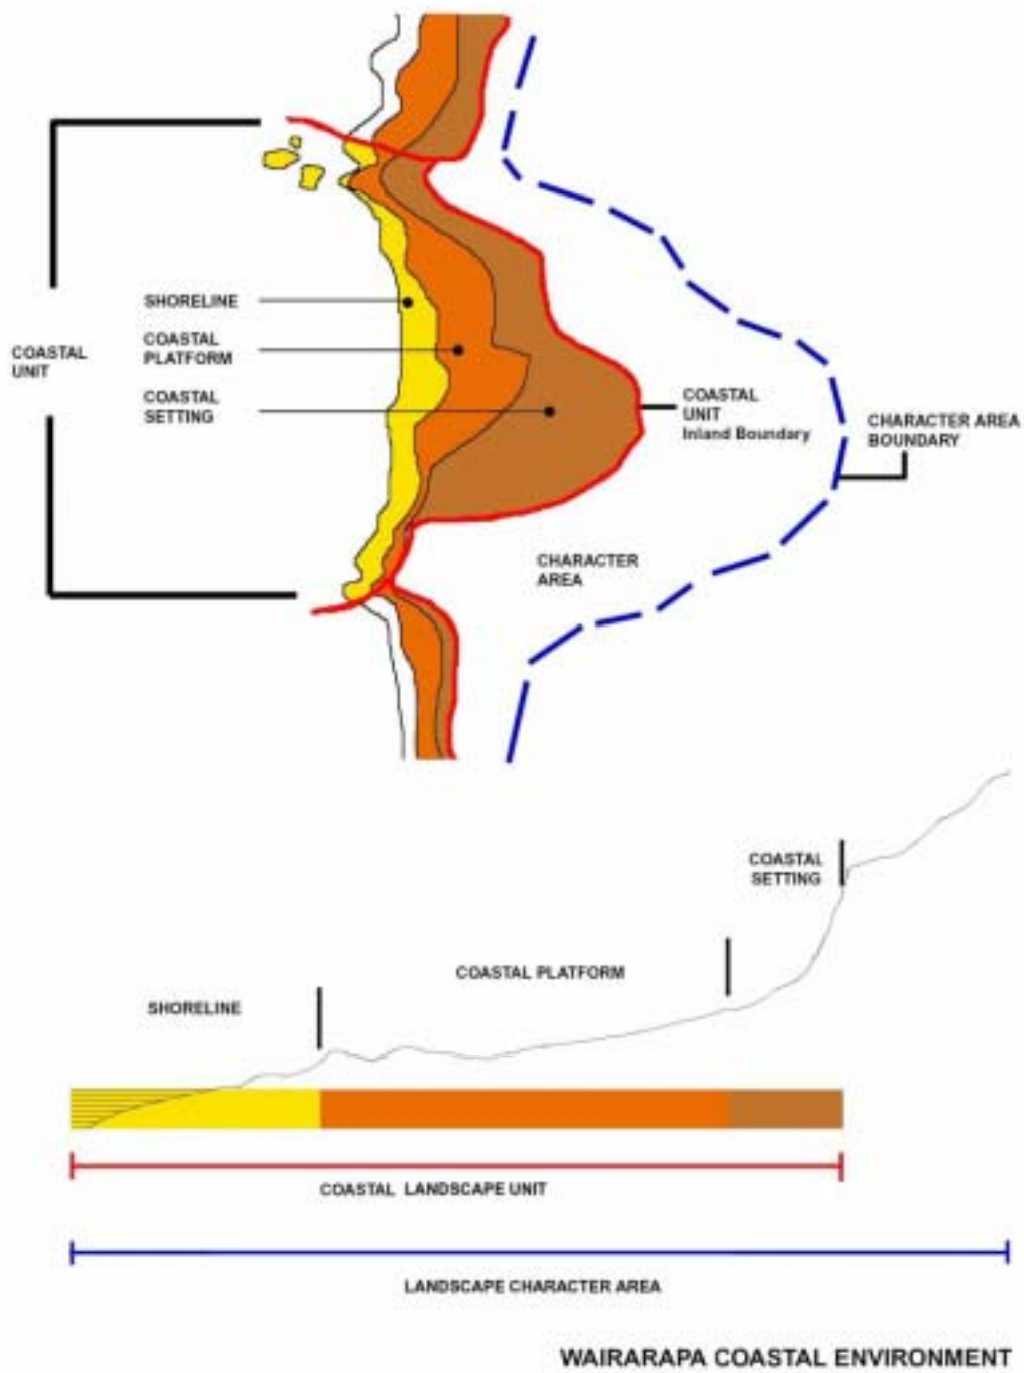 SHORELINE
COASTAL
PLATFORM
COASTAL
UNIT
COASTAL
SETTING
COASTAL
UNIT
Inland Boundary
CHARACTER AREA
BOUNDARY
CHARACTER
AREA
COASTAL
SETTING
COASTAL PLATFORM
SHORELINE
COASTAL LANDSCAPE UNIT
LANDSCAPE CHARACTER AREA
WAIRARAPA COASTAL ENVIRONMENT